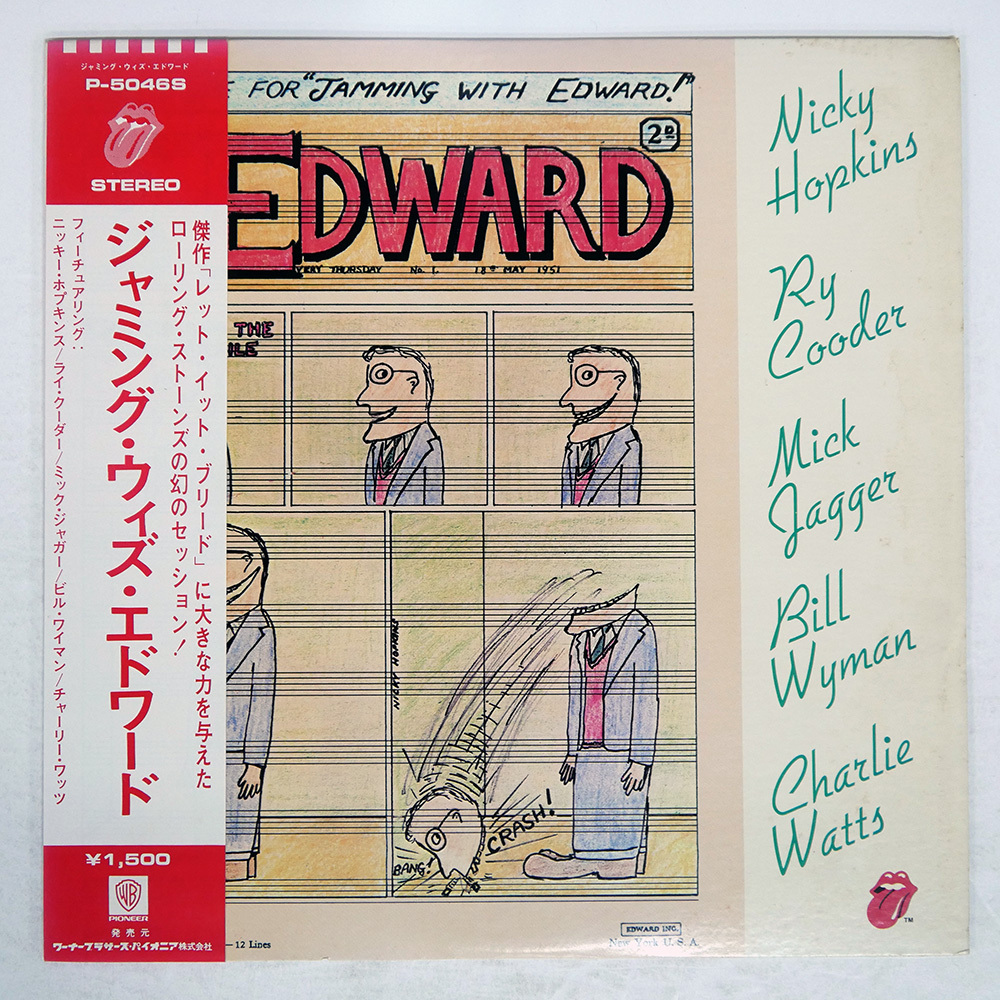 ジャミング・ウィズ・エドワード
P-5046S
STEREO
傑作「レット・イット・ブリード」に大きな力を与えた
ローリング・ストーンズの幻のセッション!
ジャミング・ウィズ・エドワード
フィーチュアリング:
ニッキー・ホプキンス/ライ・クーダー/ミック・ジャガー/ビル・ワイマン/チャーリー・ワッツ
¥1,500
WB
PIONEER
発売元
ワーナーブラザース・パイオニア株式会社
FOR "JAMMING WITH EDWARD!"
2D
EDWARD
VERY THURSDAY No. 1. 18th MAY 1951
THE
ILE
NICKY HOPKINS
BANG!
CRASH!
—12 Lines
EDWARD INC.
New York U.S.A.
Nicky
Hopkins
Ry
Cooder
Mick
Jagger
Bill
Wyman
Charlie
Watts
TM